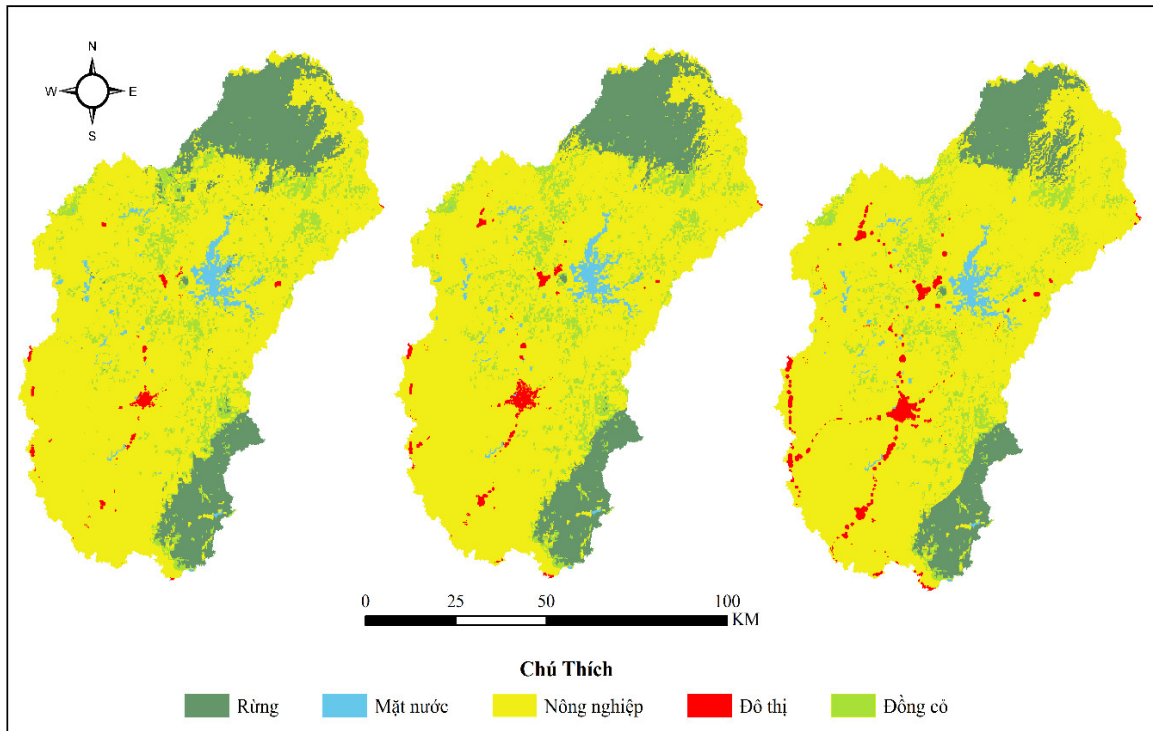 N
W E
S
0 25 50 100
KM
Chú Thích
Rừng Mặt nước Nông nghiệp Đô thị Đồng cỏ